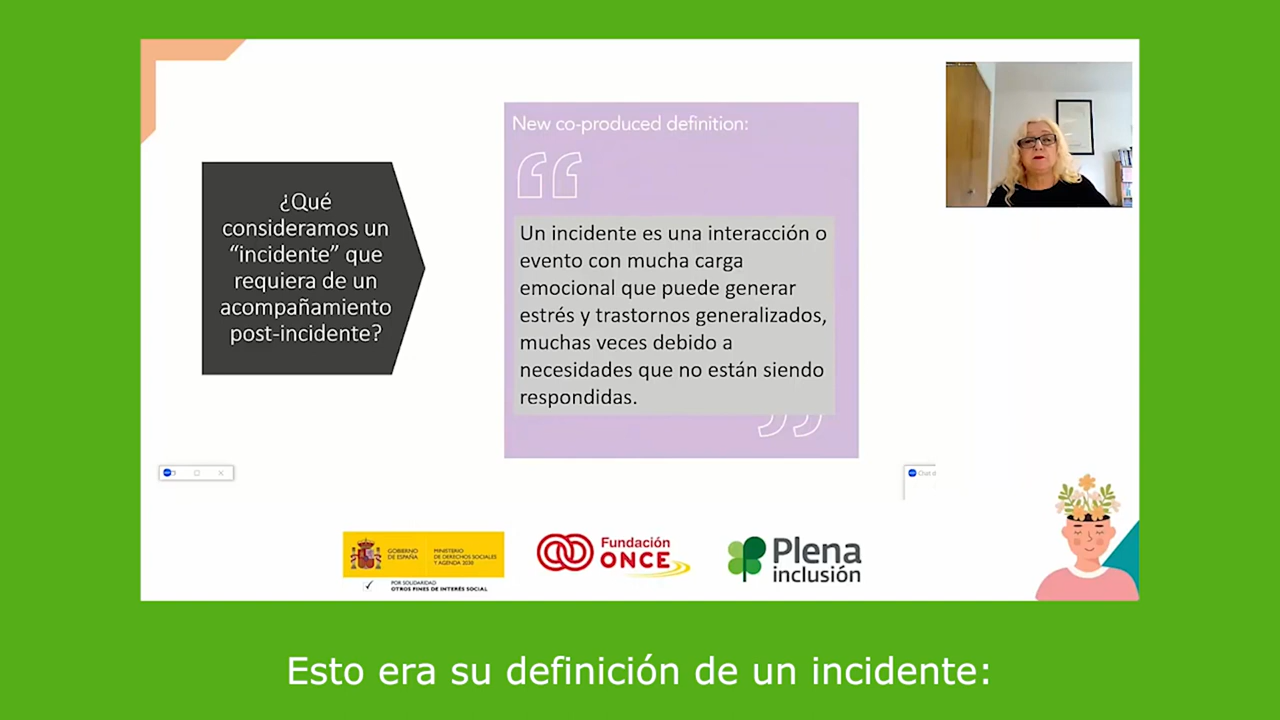 New co-produced definition:
¿Qué
consideramos un
“incidente” que
requiera de un
acompañamiento
post-incidente?
Un incidente es una interacción o
evento con mucha carga
emocional que puede generar
estrés y trastornos generalizados,
muchas veces debido a
necesidades que no están siendo
respondidas.
GOBIERNO
DE ESPAÑA
MINISTERIO
DE DERECHOS SOCIALES
Y AGENDA 2030
POR SOLIDARIDAD
OTROS FINES DE INTERÉS SOCIAL
Fundación
ONCE
Plena
inclusión
Esto era su definición de un incidente: